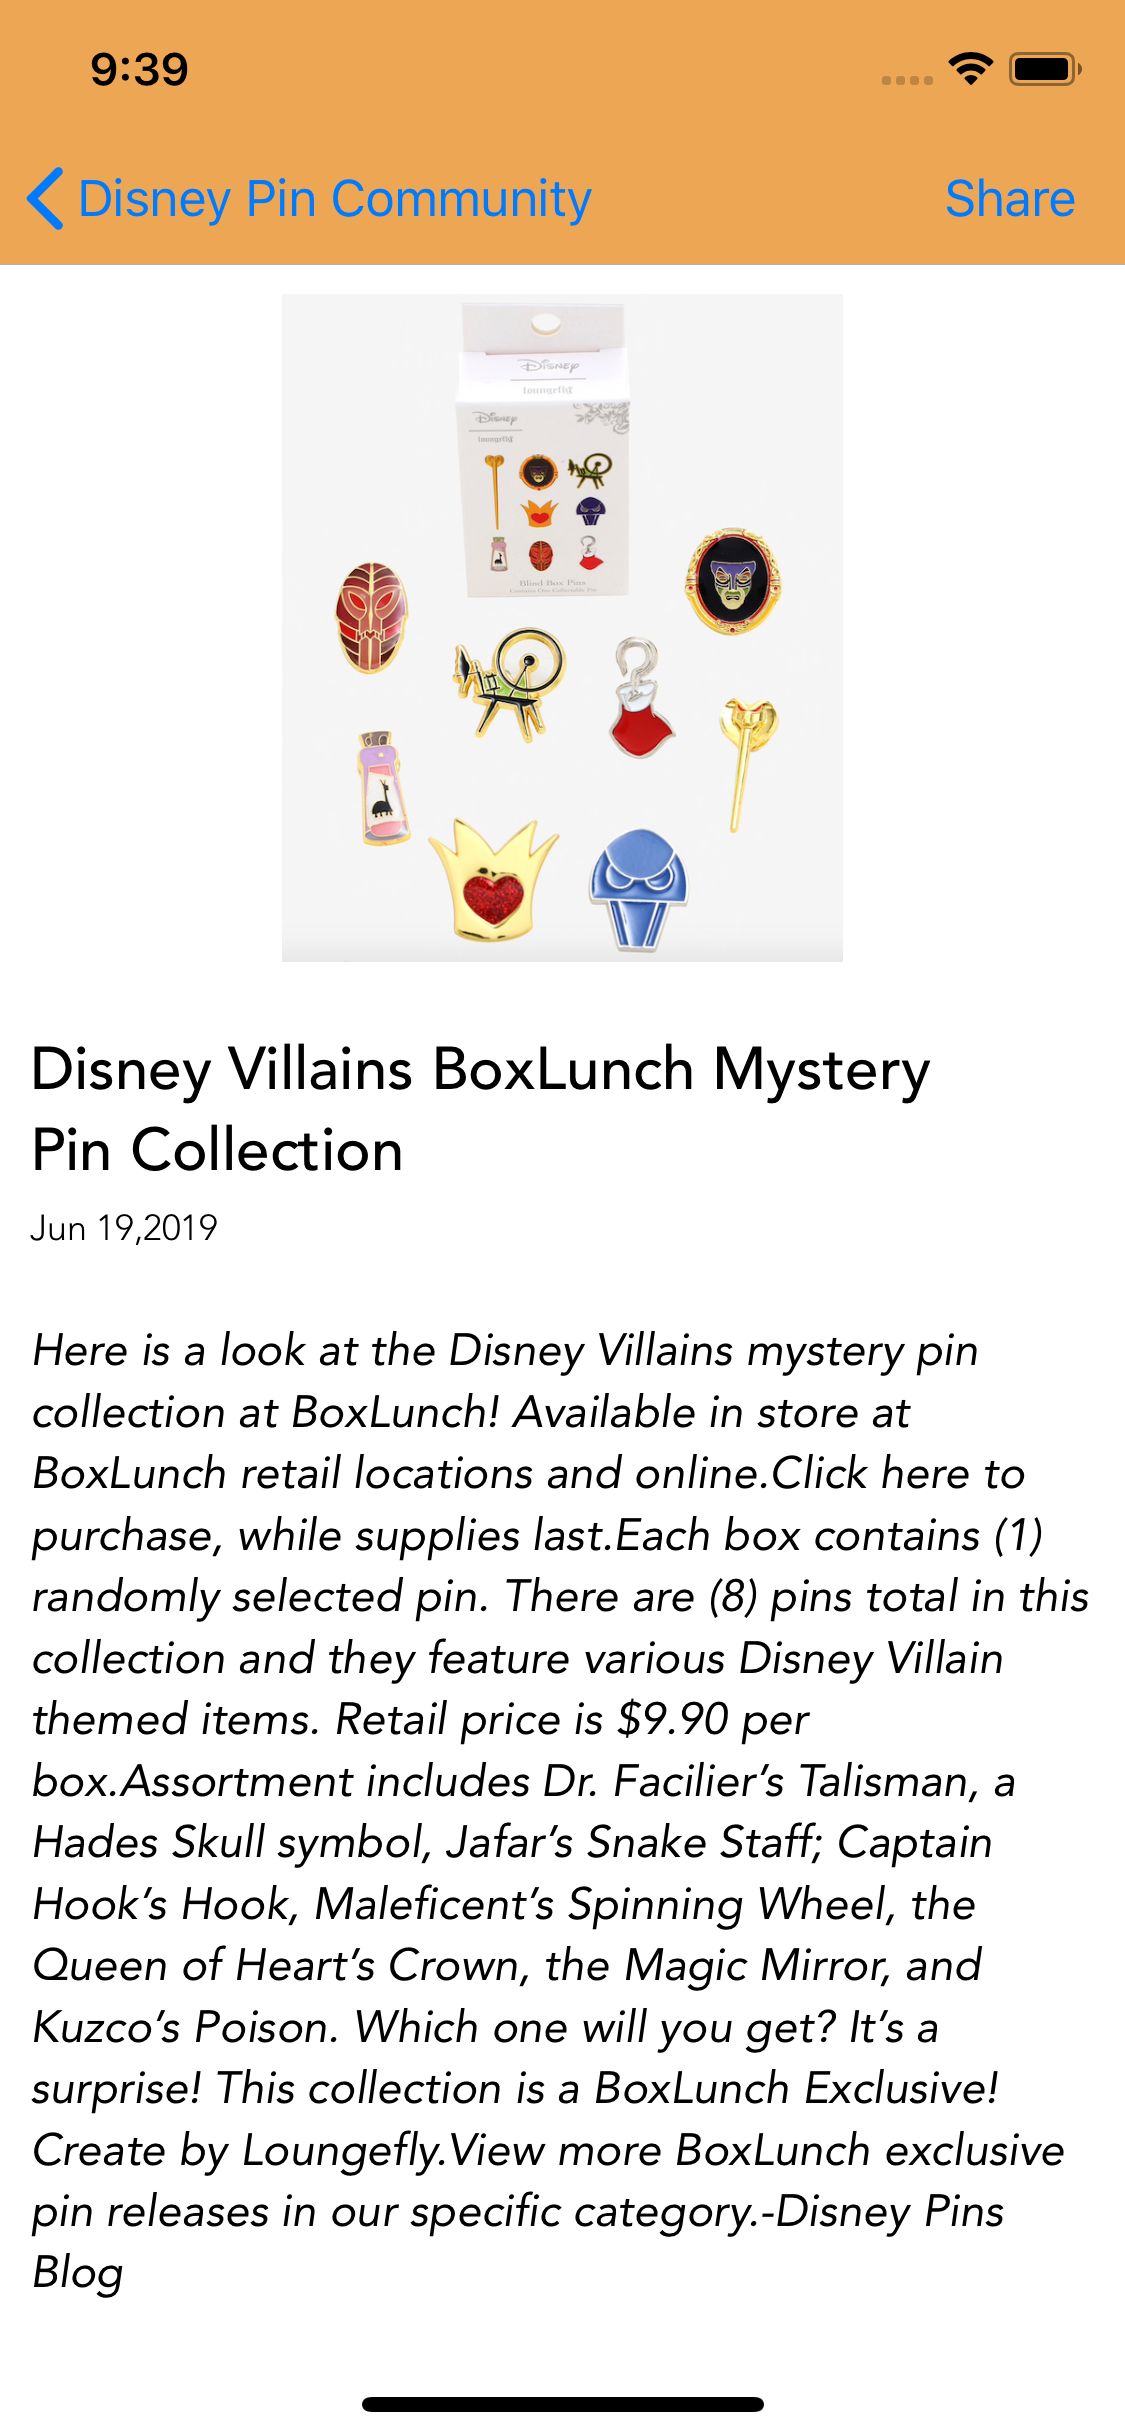 9:39
Disney Pin Community
Share
Disney
loungefly
Disney
loungefly
Blind Box Pins
Contains One Collectable Pin
Disney Villains BoxLunch Mystery
Pin Collection
Jun 19,2019
Here is a look at the Disney Villains mystery pin
collection at BoxLunch! Available in store at
BoxLunch retail locations and online.Click here to
purchase, while supplies last.Each box contains (1)
randomly selected pin. There are (8) pins total in this
collection and they feature various Disney Villain
themed items. Retail price is $9.90 per
box.Assortment includes Dr. Facilier’s Talisman, a
Hades Skull symbol, Jafar’s Snake Staff; Captain
Hook’s Hook, Maleficent’s Spinning Wheel, the
Queen of Heart’s Crown, the Magic Mirror, and
Kuzco’s Poison. Which one will you get? It’s a
surprise! This collection is a BoxLunch Exclusive!
Create by Loungefly.View more BoxLunch exclusive
pin releases in our specific category.-Disney Pins
Blog